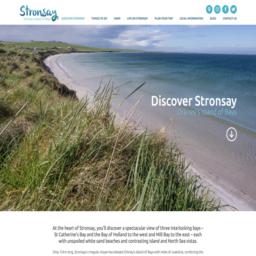 Stronsay
DISCOVER STRONSAY
THINGS TO DO
LIFE ON STRONSAY
PLAN YOUR TRIP
LOCAL INFORMATION
BLOG
CONTACT US
Discover Stronsay
Orkney's Island of Bays
At the heart of Stronsay, you'll discover a spectacular view of three interlocking bays –
St Catherine's Bay and the Bay of Holland to the west and Mill Bay to the east – each
with unspoiled white sand beaches and contrasting island and North Sea vistas.